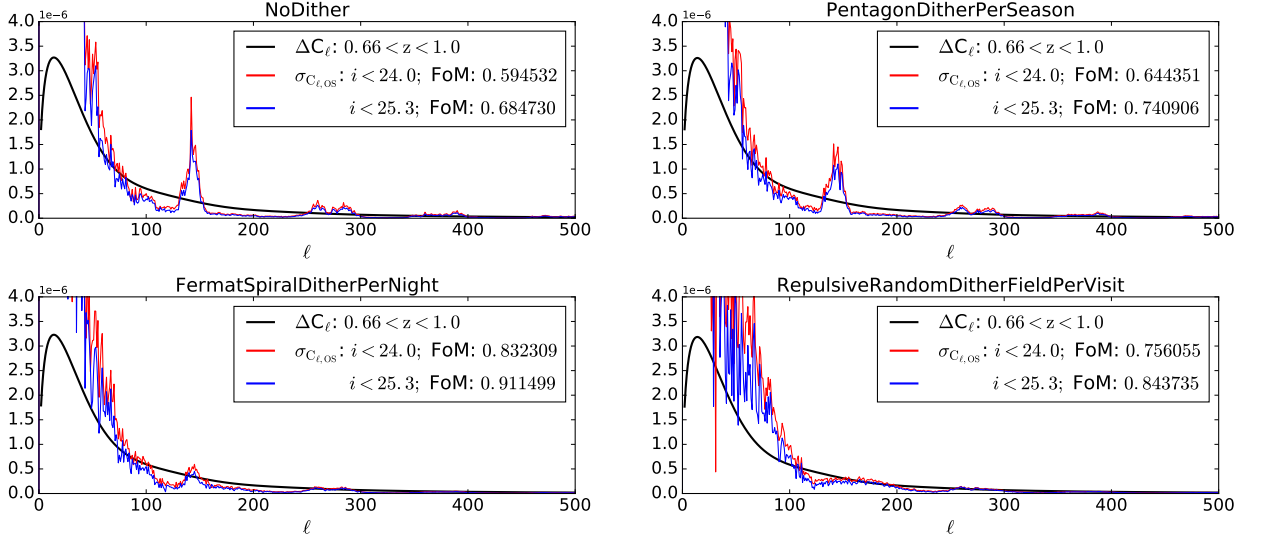 NoDither
1e−6
4.0
3.5
3.0
2.5
2.0
1.5
1.0
0.5
0.0
ΔCℓ: 0.66<z<1.0
σCℓ,OS: i<24.0; FoM: 0.594532
i<25.3; FoM: 0.684730
0 100 200 300 400 500
ℓ
PentagonDitherPerSeason
1e−6
4.0
3.5
3.0
2.5
2.0
1.5
1.0
0.5
0.0
ΔCℓ: 0.66<z<1.0
σCℓ,OS: i<24.0; FoM: 0.644351
i<25.3; FoM: 0.740906
0 100 200 300 400 500
ℓ
FermatSpiralDitherPerNight
1e−6
4.0
3.5
3.0
2.5
2.0
1.5
1.0
0.5
0.0
ΔCℓ: 0.66<z<1.0
σCℓ,OS: i<24.0; FoM: 0.832309
i<25.3; FoM: 0.911499
0 100 200 300 400 500
ℓ
RepulsiveRandomDitherFieldPerVisit
1e−6
4.0
3.5
3.0
2.5
2.0
1.5
1.0
0.5
0.0
ΔCℓ: 0.66<z<1.0
σCℓ,OS: i<24.0; FoM: 0.756055
i<25.3; FoM: 0.843735
0 100 200 300 400 500
ℓ